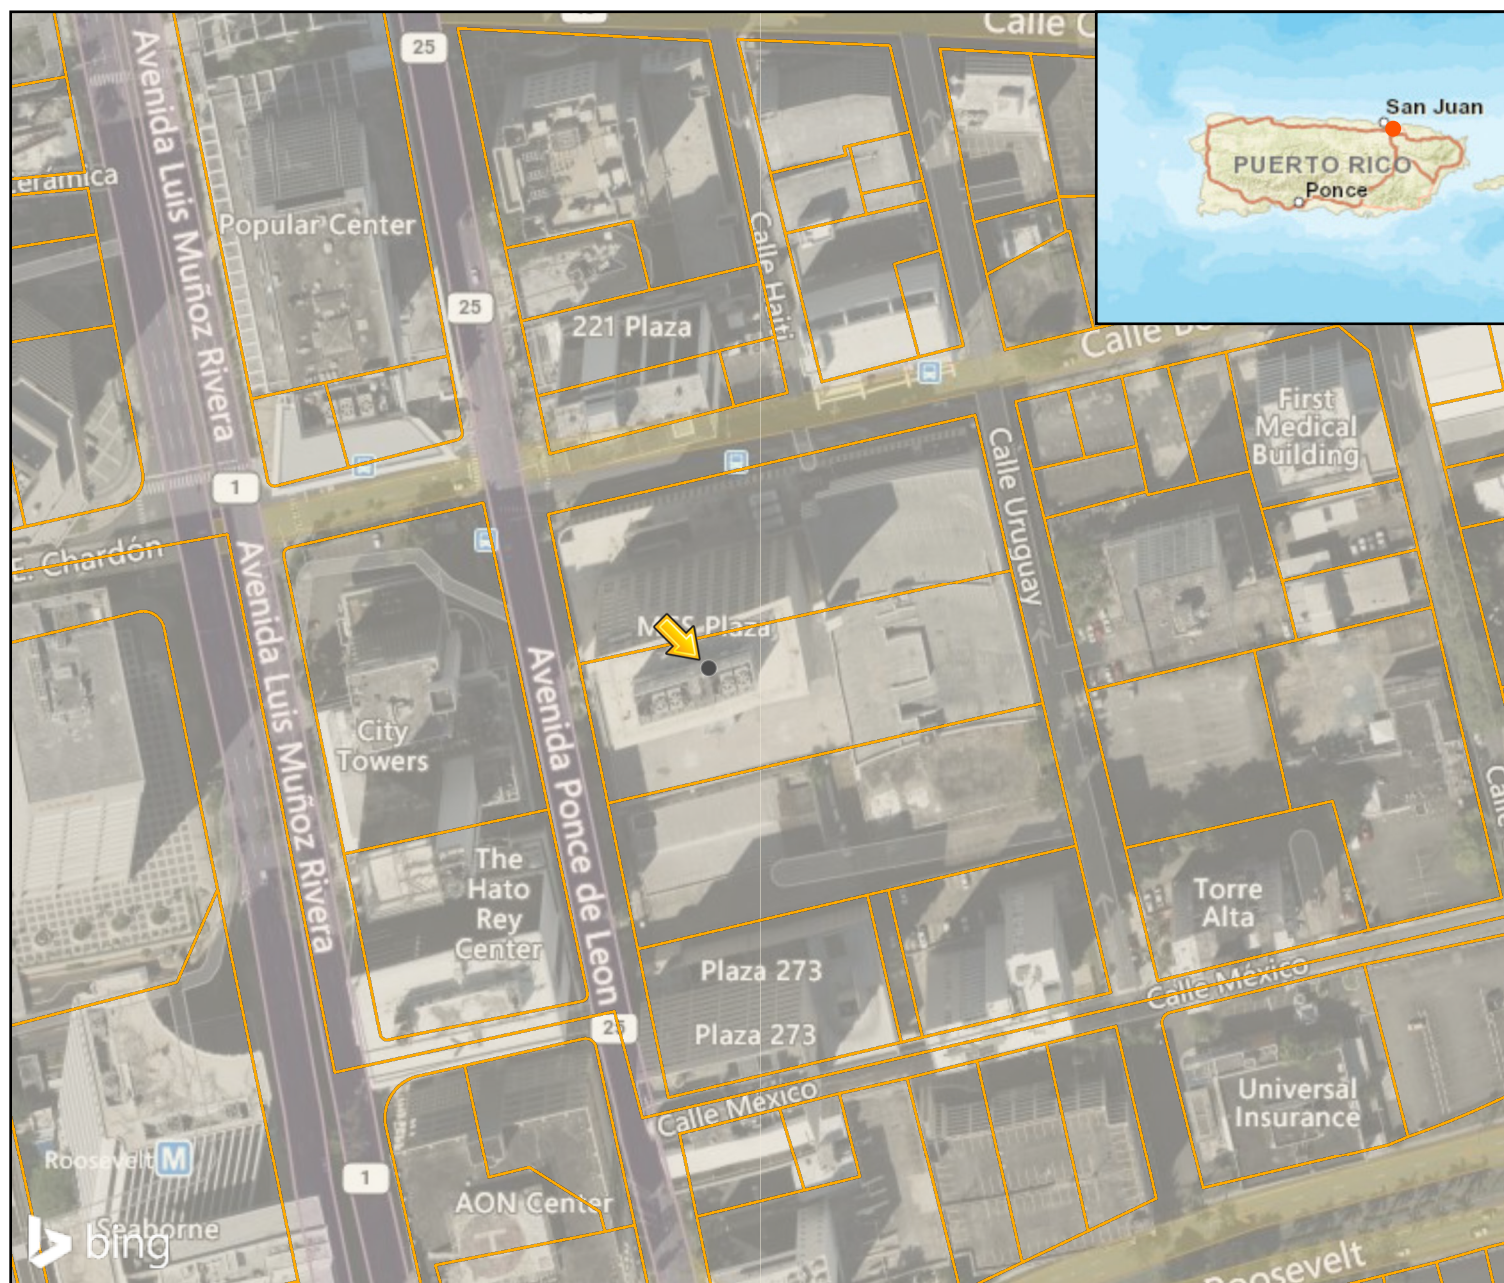 25
Calle
San Juan
PUERTO RICO
Ponce
Avenida Luis Muñoz Rivera
Popular Center
Calle Haiti
25
221 Plaza
Calle
First
Medical
Building
1
Calle Uruguay
E. Chardón
Avenida Luis Muñoz Rivera
Plaza
Avenida Ponce de Leon
City
Towers
The
Hato
Rey
Center
Torre
Alta
Plaza 273
Calle México
25
Plaza 273
Calle México
Universal
Insurance
Roosevelt
M
1
AON Center
Seaborne
bing
Roosevelt